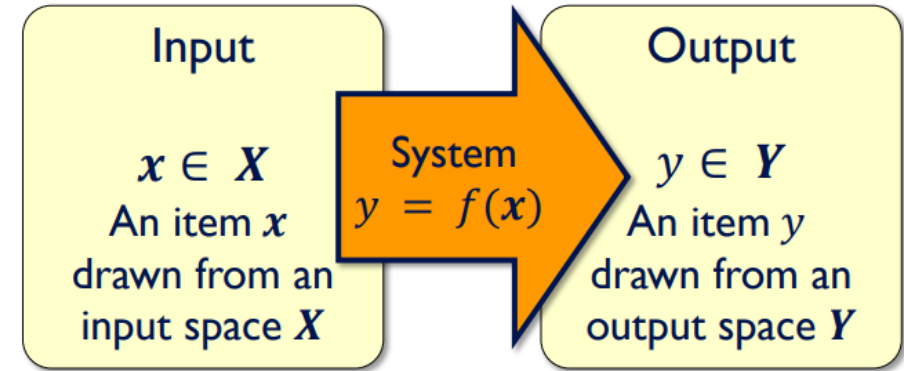 Input
x ∈ X
An item x
drawn from an
input space X
System
y = f(x)
Output
y ∈ Y
An item y
drawn from an
output space Y